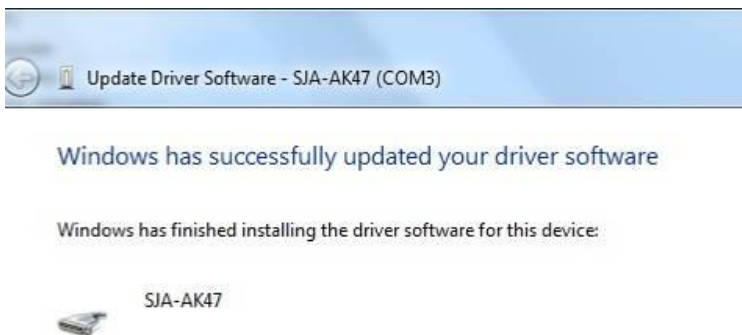 Update Driver Software - SJA-AK47 (COM3)
Windows has successfully updated your driver software
Windows has finished installing the driver software for this device:
SJA-AK47